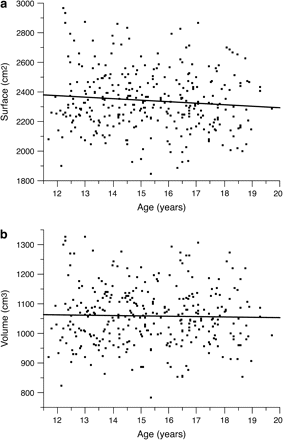 a
3000
2800
2600
2400
2200
2000
1800
Surface (cm2)
12 13 14 15 16 17 18 19 20
Age (years)
b
1300
1200
1100
1000
900
800
Volume (cm3)
12 13 14 15 16 17 18 19 20
Age (years)